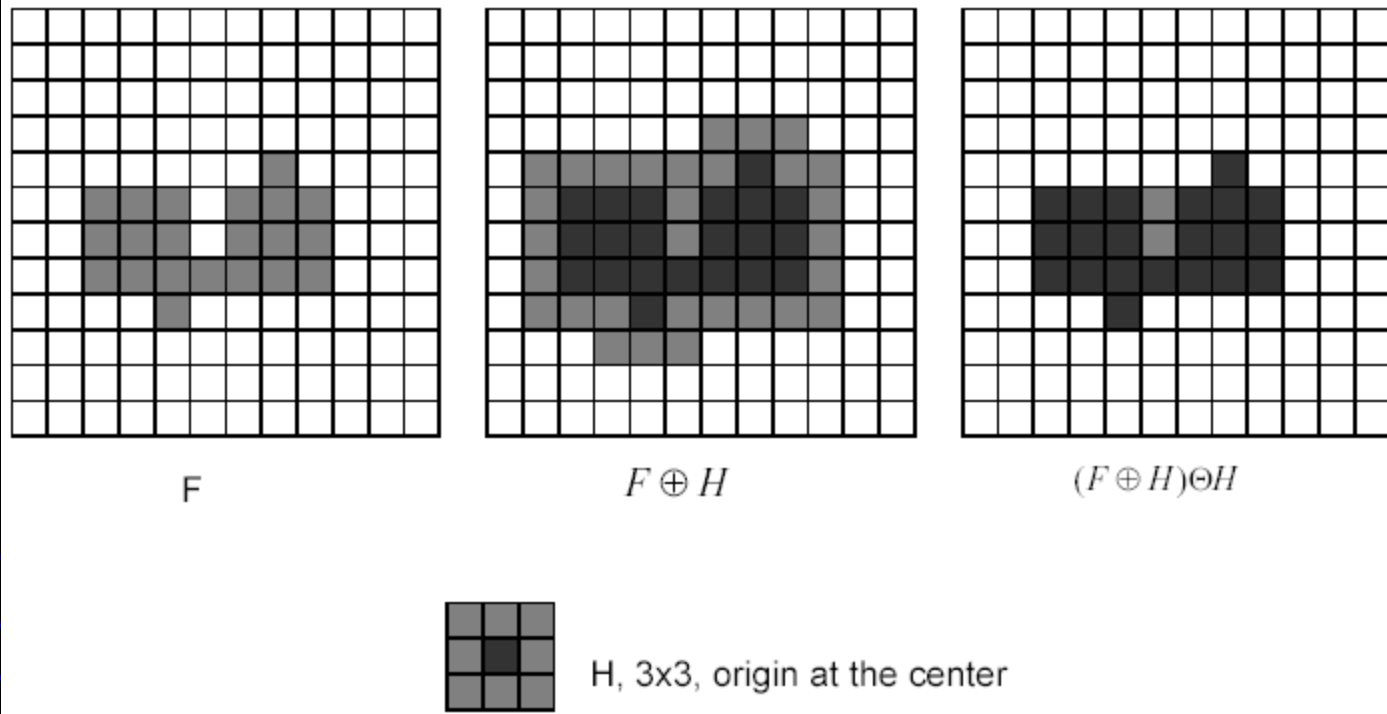 F
F ⊕ H
(F ⊕ H)ΘH
H, 3x3, origin at the center